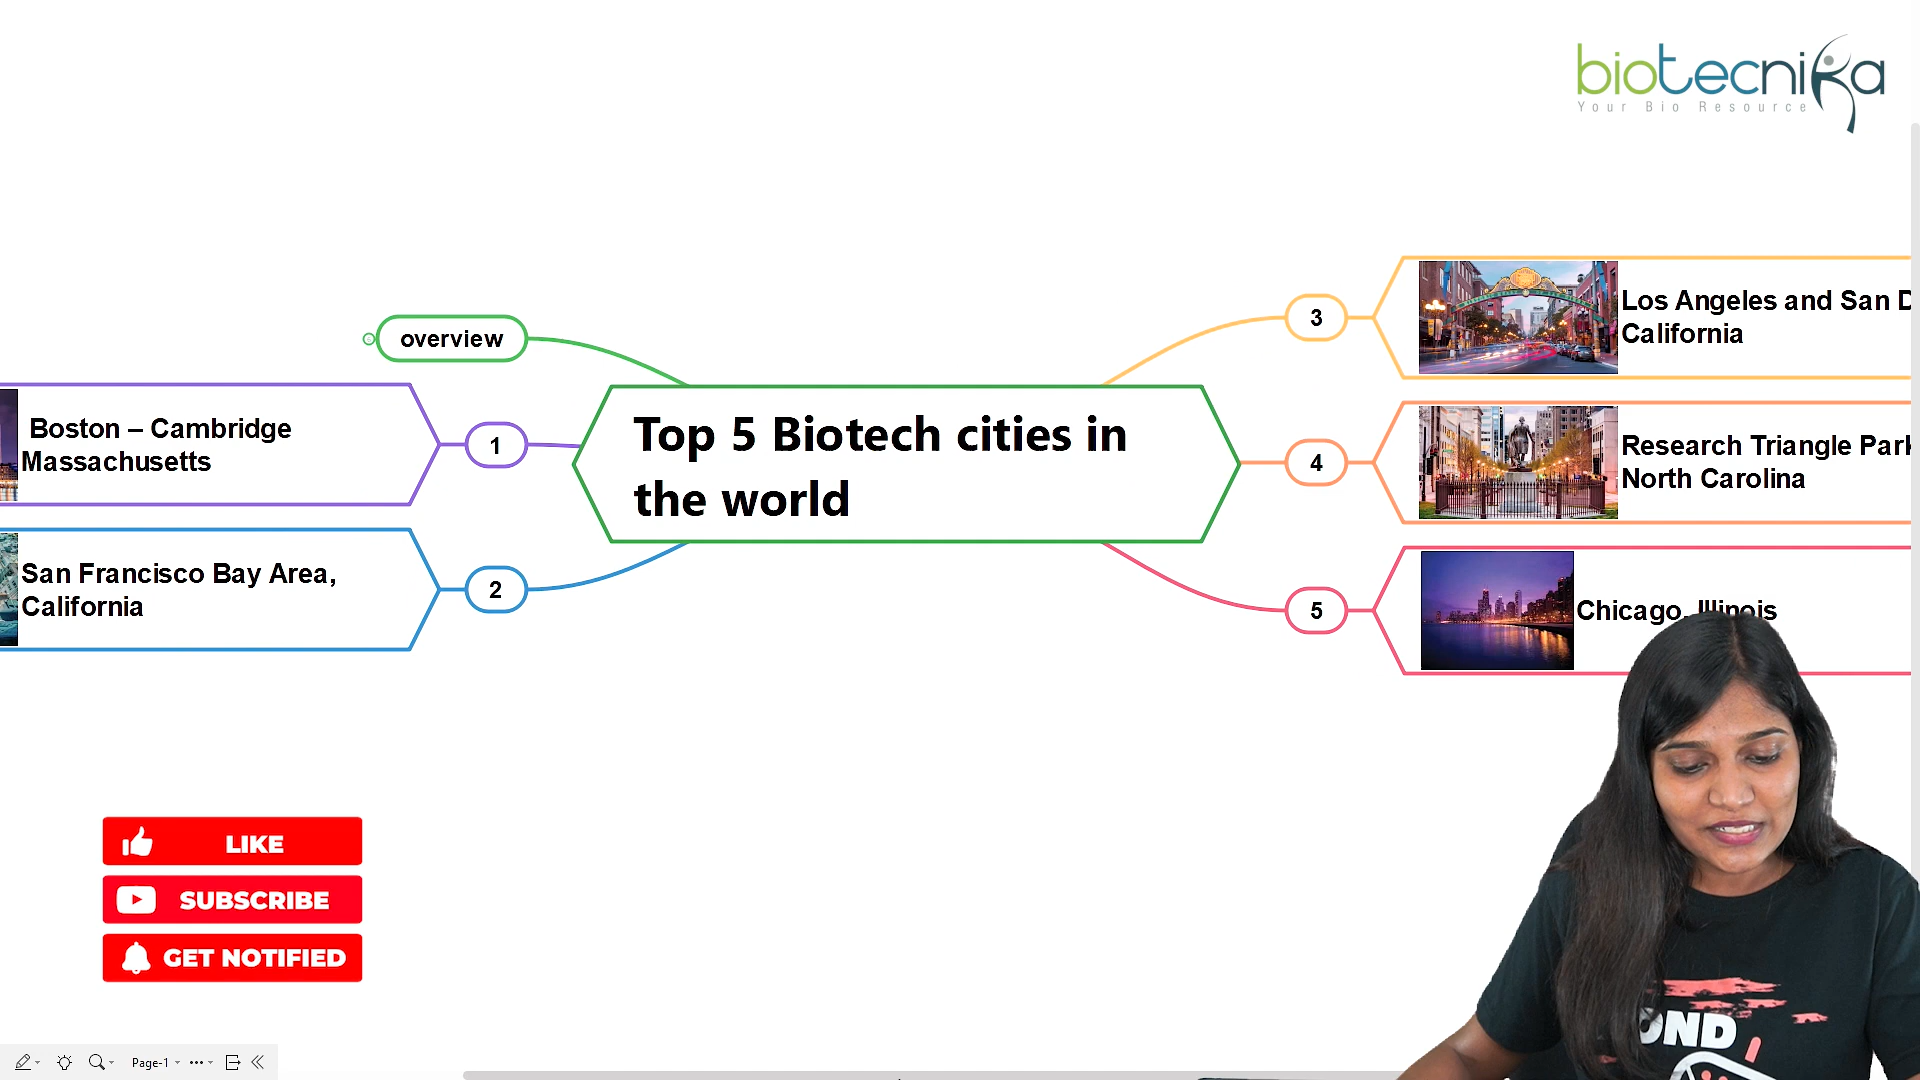 biotecnika
Your Bio Resource
overview
1
Boston – Cambridge
Massachusetts
2
San Francisco Bay Area,
California
Top 5 Biotech cities in
the world
3
Los Angeles and San D
California
4
Research Triangle Park
North Carolina
5
Chicago, Illinois
LIKE
SUBSCRIBE
GET NOTIFIED
Page-1
OND